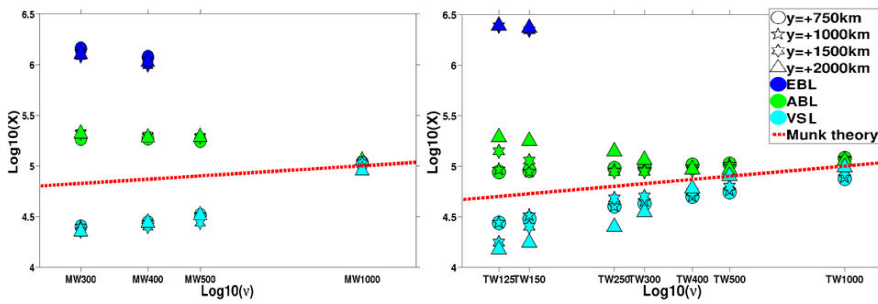 6.5
6
5.5
5
4.5
4
Log10(X)
MW300
MW400
MW500
MW1000
Log10(ν)
6.5
6
5.5
5
4.5
4
Log10(X)
TW125
TW150
TW250
TW300
TW400
TW500
TW1000
Log10(ν)
y=+750km
y=+1000km
y=+1500km
y=+2000km
EBL
ABL
VSL
Munk theory